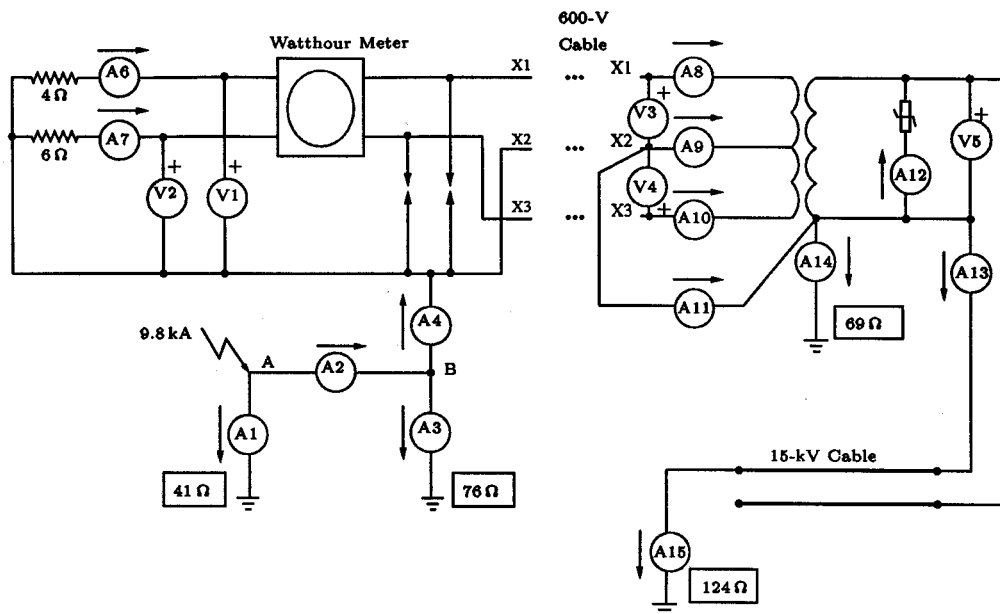 600-V
Cable
Watthour Meter
X1
...
X1
A6
A8
4 Ω
V3
+
A7
X2
...
X2
A9
V5
+
6 Ω
+
+
A12
V2
V1
V4
X3
...
X3
+
A10
A14
A13
A4
A11
69 Ω
9.8 kA
A
A2
B
A1
A3
15-kV Cable
41 Ω
76 Ω
A15
124 Ω